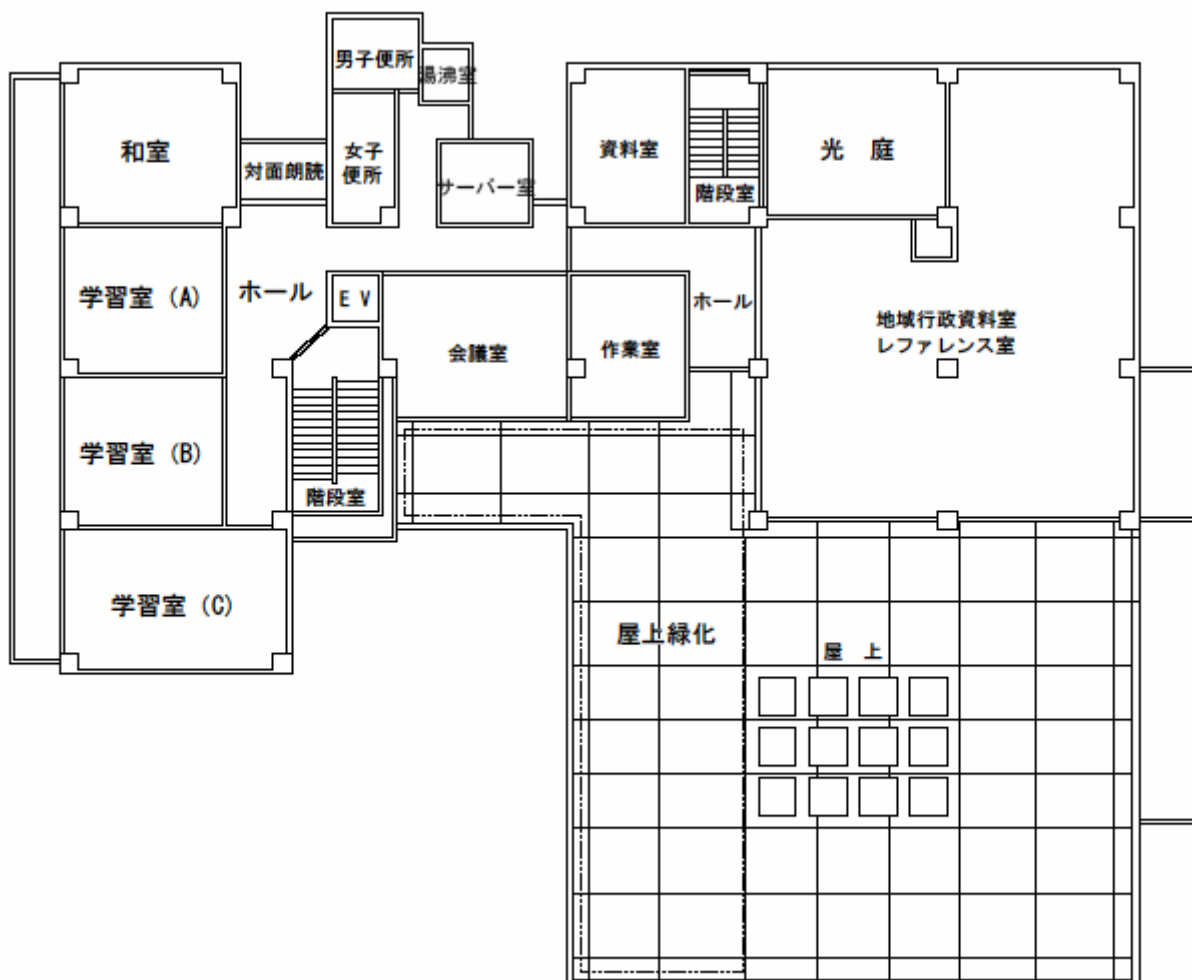 男子便所
湯沸室
和室
対面朗読
女子
便所
サーバー室
資料室
階段室
光　庭
学習室 (A)
ホール
ＥＶ
会議室
作業室
ホール
地域行政資料室
レファレンス室
学習室 (B)
階段室
学習室 (C)
屋上緑化
屋　上